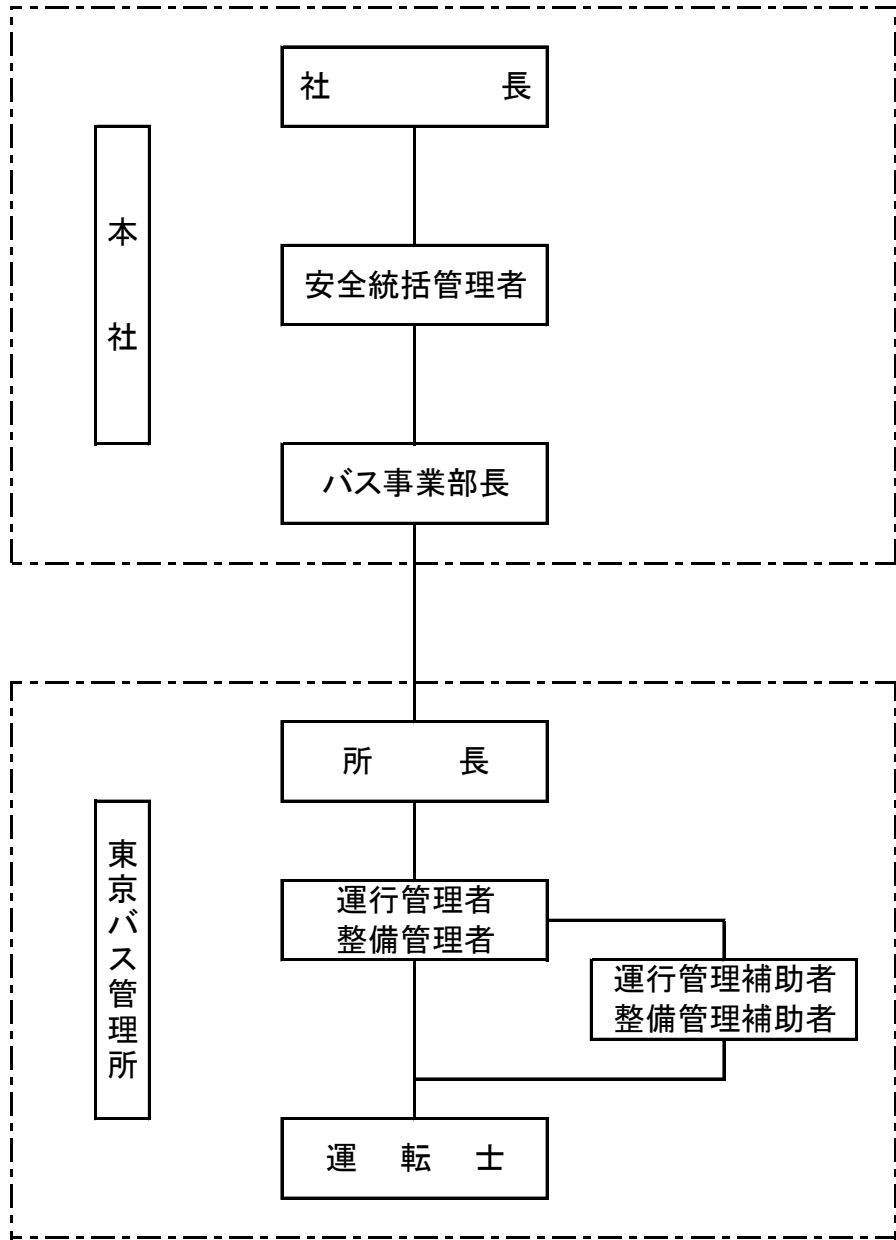 社長
本社
安全統括管理者
バス事業部長
所長
東京バス管理所
運行管理者
整備管理者
運行管理補助者
整備管理補助者
運転士